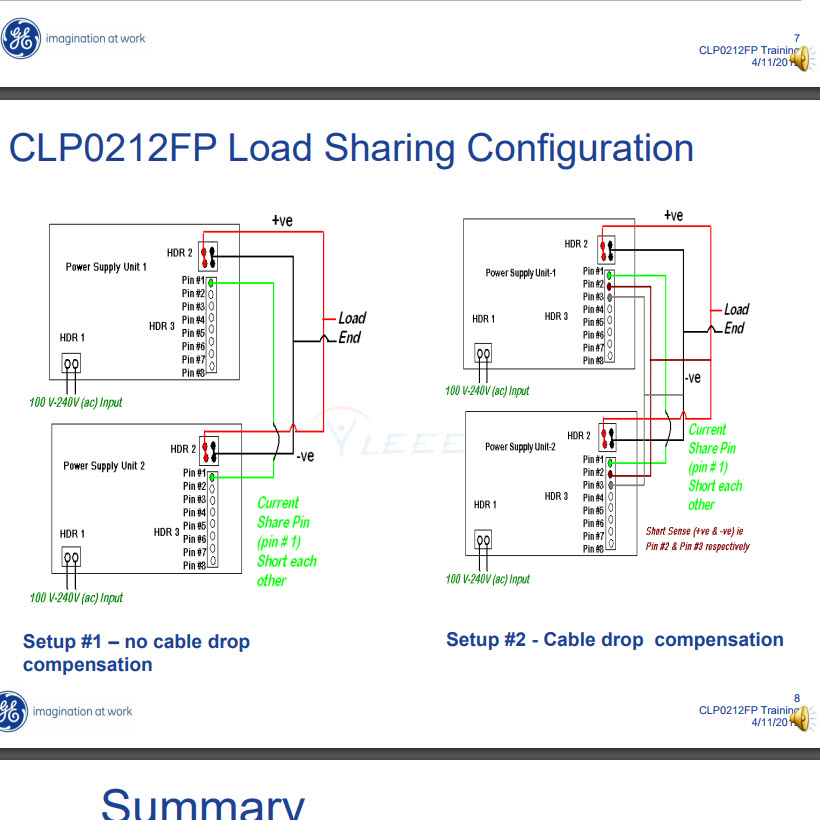 imagination at work
7
CLP0212FP Training
4/11/201
CLP0212FP Load Sharing Configuration
+ve
HDR 2
Power Supply Unit 1
Pin #1
Pin #2
Pin #3
Pin #4
Pin #5
Pin #6
Pin #7
Pin #8
HDR 3
HDR 1
Load
End
100 V-240V (ac) Input
HDR 2
Power Supply Unit 2
-ve
Pin #1
Pin #2
Pin #3
Pin #4
Pin #5
Pin #6
Pin #7
Pin #8
HDR 3
HDR 1
Current
Share Pin
(pin # 1)
Short each
other
100 V-240V (ac) Input
Setup #1 – no cable drop
compensation
+ve
HDR 2
Power Supply Unit-1
Pin #1
Pin #2
Pin #3
Pin #4
Pin #5
Pin #6
Pin #7
Pin #8
HDR 3
HDR 1
Load
End
-ve
100 V-240V (ac) Input
HDR 2
Power Supply Unit-2
Pin #1
Pin #2
Pin #3
Pin #4
Pin #5
Pin #6
Pin #7
Pin #8
HDR 3
HDR 1
Current
Share Pin
(pin # 1)
Short each
other
Short Sense (+ve & -ve) ie
Pin #2 & Pin #3 respectively
100 V-240V (ac) Input
Setup #2 - Cable drop compensation
YLEEE
imagination at work
8
CLP0212FP Training
4/11/201
Summary